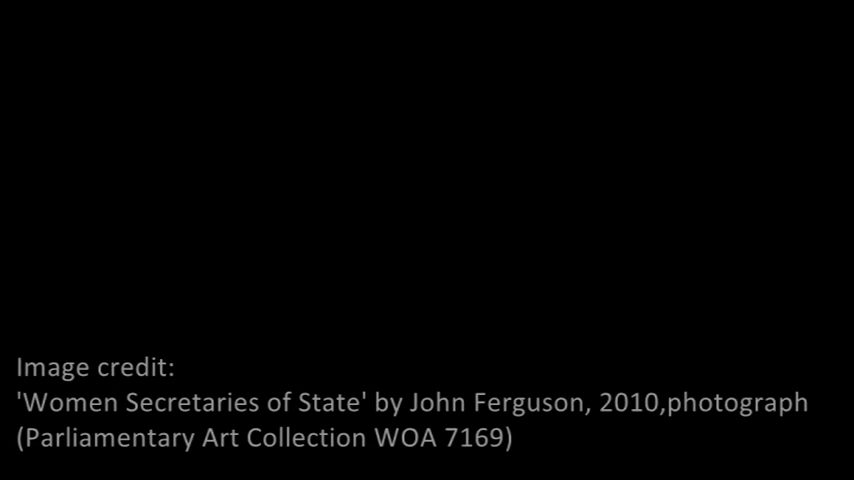 Image credit:
'Women Secretaries of State' by John Ferguson, 2010,photograph
(Parliamentary Art Collection WOA 7169)